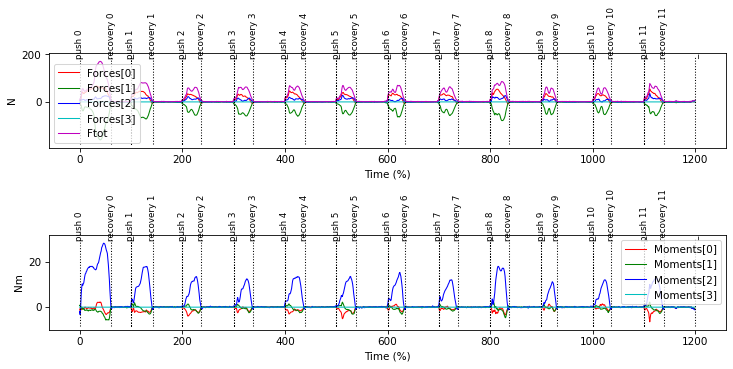 push 0 recovery 0 push 1 recovery 1 push 2 recovery 2 push 3 recovery 3 push 4 recovery 4 push 5 recovery 5 push 6 recovery 6 push 7 recovery 7 push 8 recovery 8 push 9 recovery 9 push 10 recovery 10 push 11 recovery 11
200
0
N
Forces[0]
Forces[1]
Forces[2]
Forces[3]
Ftot
0 200 400 600 800 1000 1200
Time (%)
push 0 recovery 0 push 1 recovery 1 push 2 recovery 2 push 3 recovery 3 push 4 recovery 4 push 5 recovery 5 push 6 recovery 6 push 7 recovery 7 push 8 recovery 8 push 9 recovery 9 push 10 recovery 10 push 11 recovery 11
20
0
Nm
Moments[0]
Moments[1]
Moments[2]
Moments[3]
0 200 400 600 800 1000 1200
Time (%)